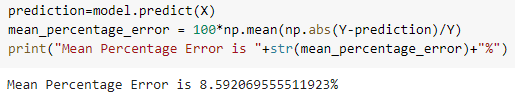 prediction=model.predict(X)
mean_percentage_error = 100*np.mean(np.abs(Y-prediction)/Y)
print("Mean Percentage Error is "+str(mean_percentage_error)+"%")
Mean Percentage Error is 8.592069555511923%